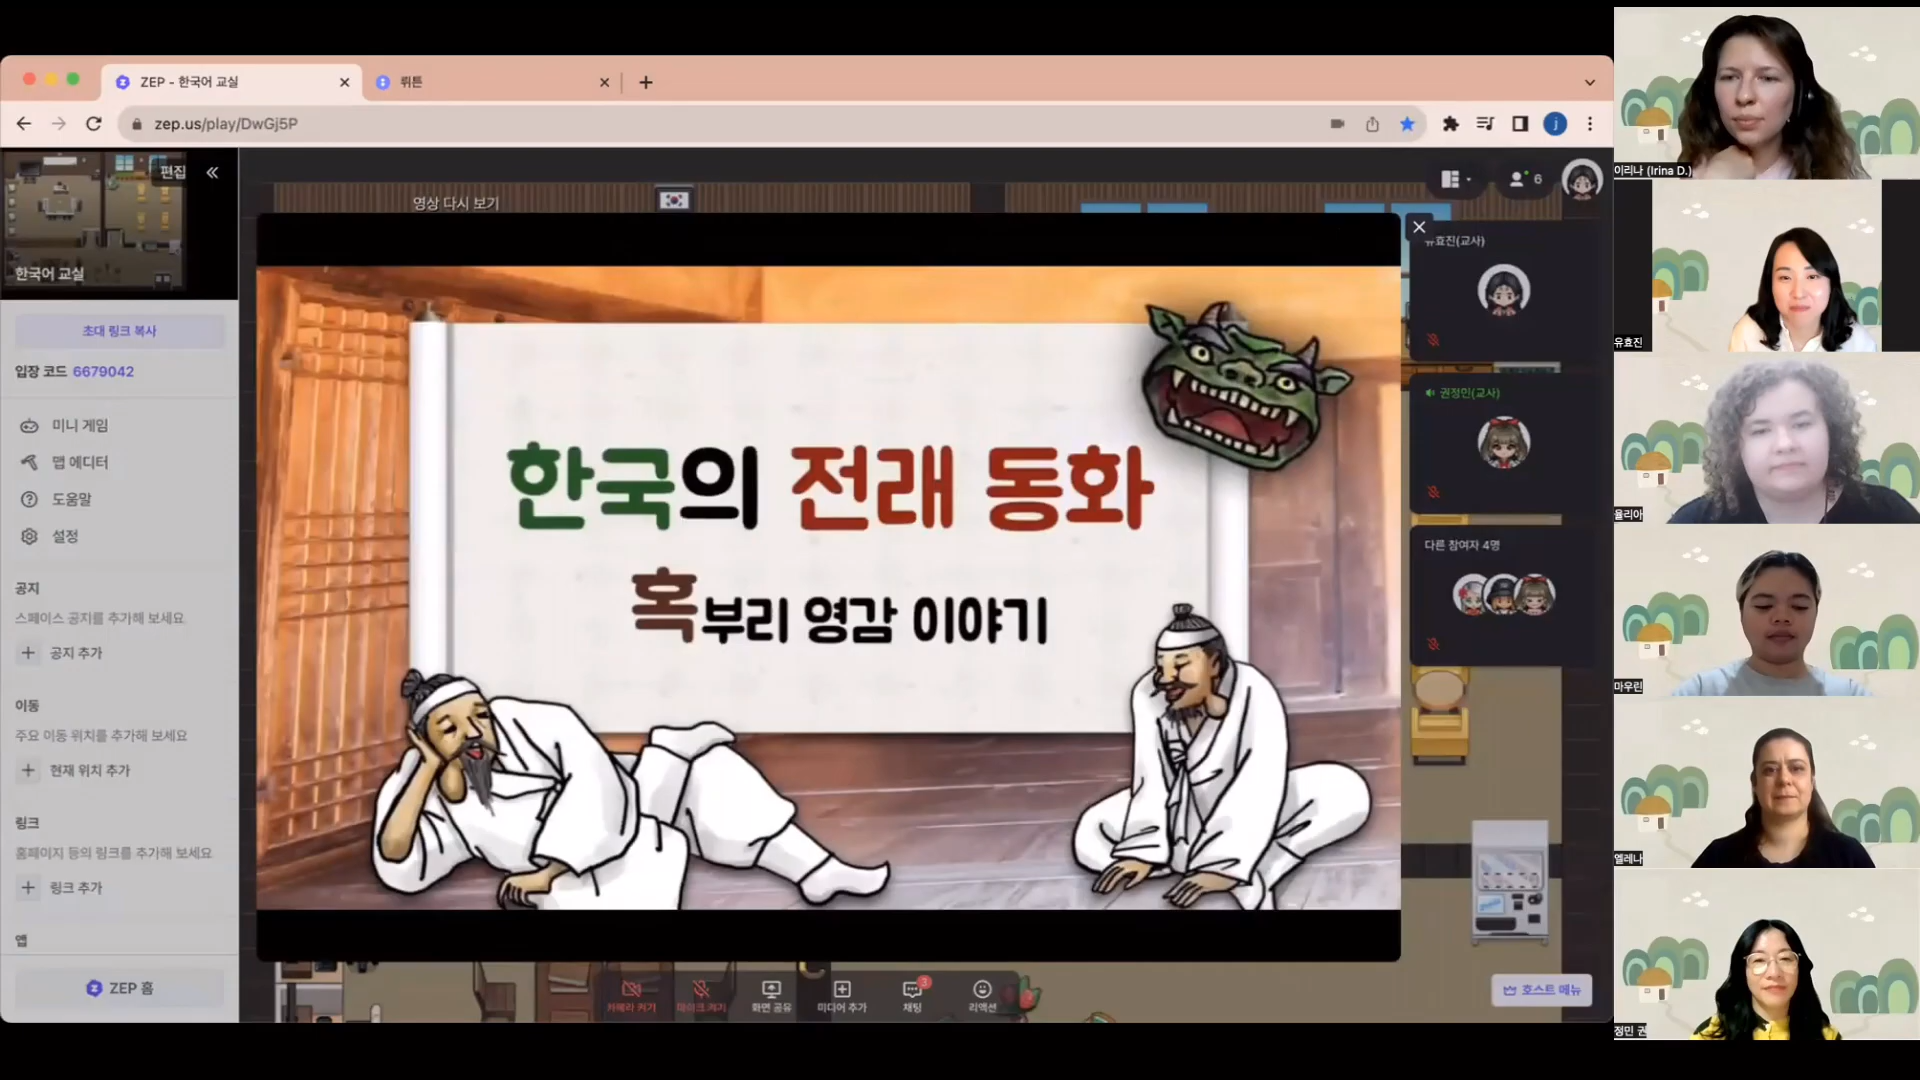 ZEP - 한국어 교실
뤼튼
zep.us/play/DwGj5P
j
편집
한국어 교실
초대 링크 복사
입장 코드 6679042
미니 게임
맵 에디터
도움말
설정
공지
스페이스 공지를 추가해 보세요
공지 추가
이동
주요 이동 위치를 추가해 보세요
현재 위치 추가
링크
홈페이지 등의 링크를 추가해 보세요
링크 추가
앱
ZEP 홈
영상 다시 보기
6
한국의 전래 동화
혹부리 영감 이야기
유효진(교사)
권정민(교사)
다른 참여자 4명
카메라 켜기
마이크 켜기
화면 공유
미디어 추가
3
채팅
리액션
호스트 메뉴
이리나 (Irina D.)
유효진
율리아
마우린
엘레나
정민 권